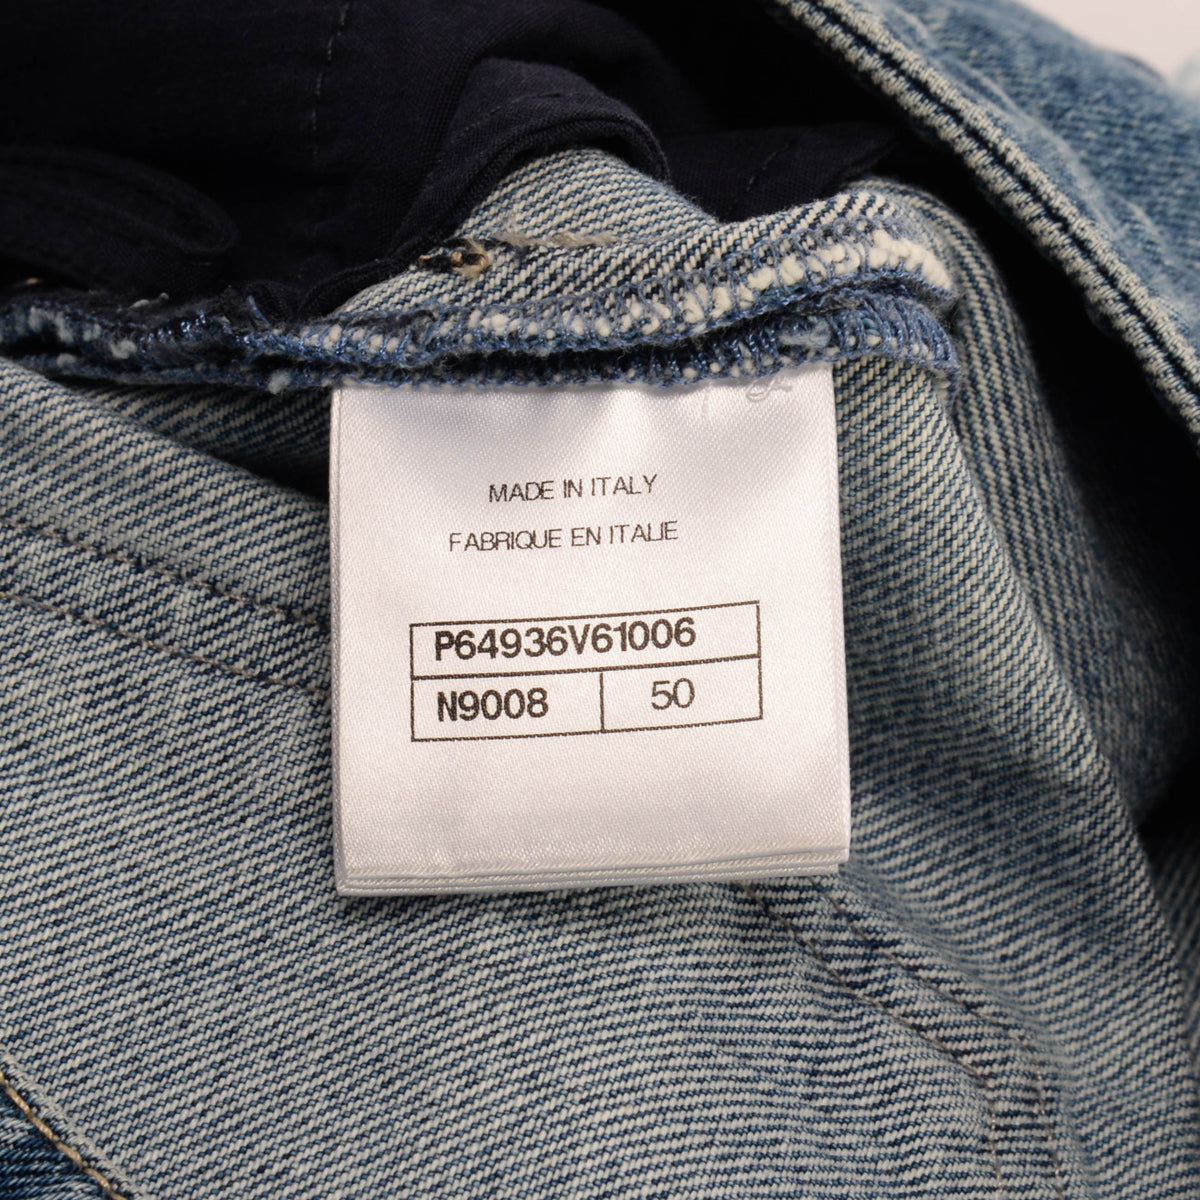 MADE IN ITALY
FABRIQUE EN ITALIE
P64936V61006
N9008 50